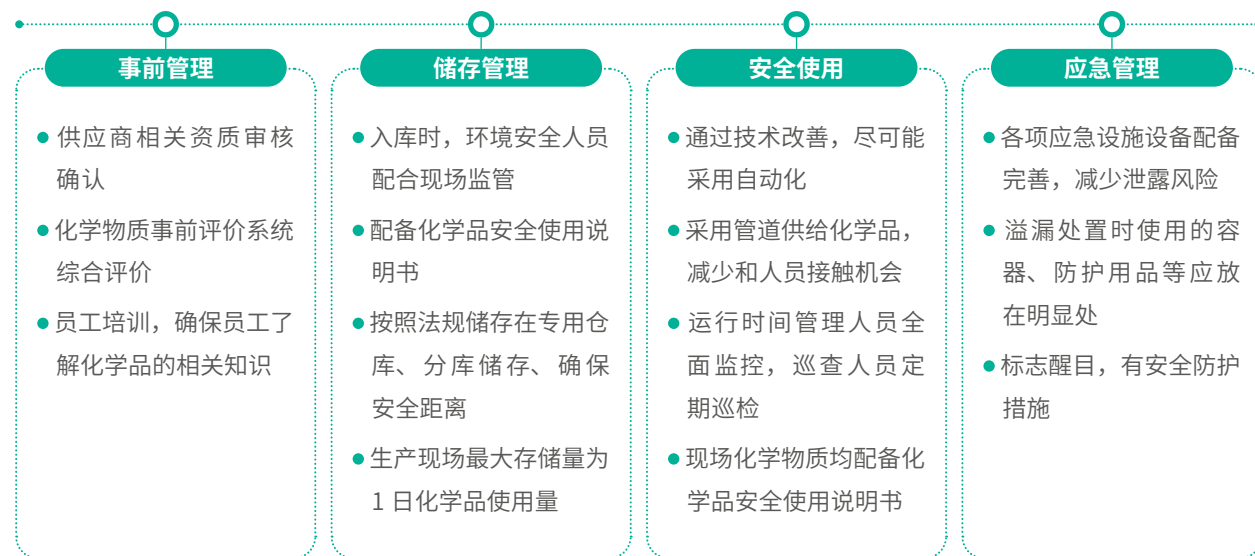 事前管理
供应商相关资质审核
确认
化学物质事前评价系统
综合评价
员工培训，确保员工了
解化学品的相关知识
储存管理
入库时，环境安全人员
配合现场监管
配备化学品安全使用说
明书
按照法规储存在专用仓
库、分库储存、确保
安全距离
生产现场最大存储量为
1 日化学品使用量
安全使用
通过技术改善，尽可能
采用自动化
采用管道供给化学品，
减少和人员接触机会
运行时间管理人员全
面监控，巡查人员定
期巡检
现场化学物质均配备化
学品安全使用说明书
应急管理
各项应急设施设备配备
完善，减少泄露风险
溢漏处置时使用的容
器、防护用品等应放
在明显处
标志醒目，有安全防护
措施